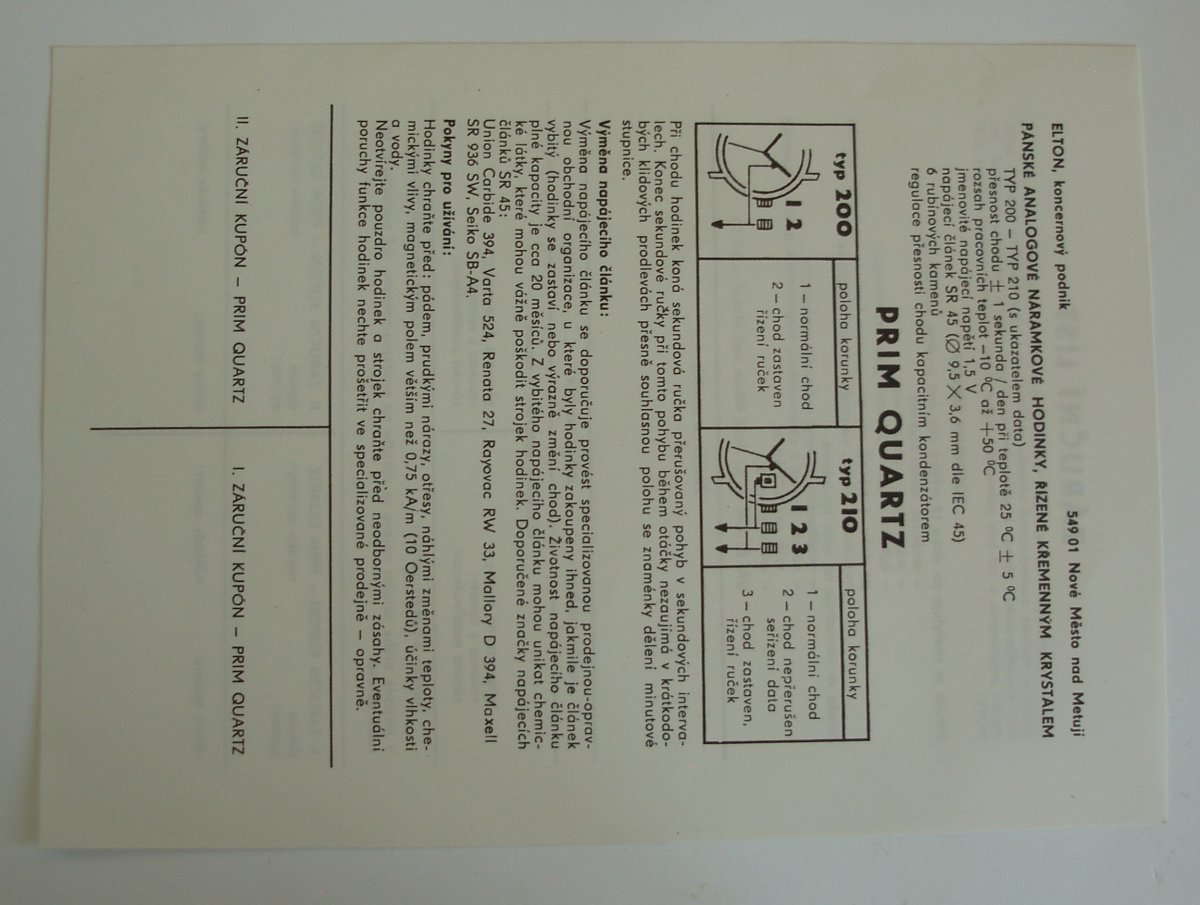 ELTON, koncernový podnik 549 01 Nové Město nad Metují
PÁNSKÉ ANALOGOVÉ NÁRAMKOVÉ HODINKY, ŘÍZENÉ KŘEMENNÝM KRYSTALEM
TYP 200 – TYP 210 (s ukazatelem data)
přesnost chodu ± 1 sekunda / den při teplotě 25 °C ± 5 °C
rozsah pracovních teplot –10 °C až +50 °C
jmenovité napájecí napětí 1,5 V
napájecí článek SR 45 (∅ 9,5 × 3,6 mm dle IEC 45)
6 rubínových kamenů
regulace přesnosti chodu kapacitním kondenzátorem
PRIM QUARTZ
typ 200
1 2
poloha korunky
1 – normální chod
2 – chod zastaven
řízení ruček
typ 210
1 2 3
poloha korunky
1 – normální chod
2 – chod nepřerušen
seřízení data
3 – chod zastaven,
řízení ruček
Při chodu hodinek koná sekundová ručka přerušovaný pohyb v sekundových interva-
lech. Konec sekundové ručky při tomto pohybu během otáčky nezaujímá v krátkodo-
bých klidových prodlevách přesně souhlasnou polohu se znaménky dělení minutové
stupnice.
Výměna napájecího článku:
Výměna napájecího článku se doporučuje provést specializovanou prodejnou-oprav-
nou obchodní organizace, u které byly hodinky zakoupeny ihned, jakmile je článek
vybitý (hodinky se zastaví nebo výrazně změní chod). Životnost napájecího článku
plné kapacity je cca 20 měsíců. Z vybitého napájecího článku mohou unikat chemic-
ké látky, které mohou vážně poškodit strojek hodinek. Doporučené značky napájecích
článků SR 45:
Union Carbide 394, Varta 524, Renata 27, Rayovac RW 33, Mallory D 394, Maxell
SR 936 SW, Seiko SB-A4.
Pokyny pro užívání:
Hodinky chraňte před: pádem, prudkými nárazy, otřesy, náhlými změnami teploty, che-
mickými vlivy, magnetickým polem větším než 0,75 kA/m (10 Oerstedů), účinky vlhkosti
a vody.
Neotvírejte pouzdro hodinek a strojek chraňte před neodbornými zásahy. Eventuální
poruchy funkce hodinek nechte prošetřit ve specializované prodejně – opravně.
II. ZÁRUČNÍ KUPÓN – PRIM QUARTZ
I. ZÁRUČNÍ KUPÓN – PRIM QUARTZ